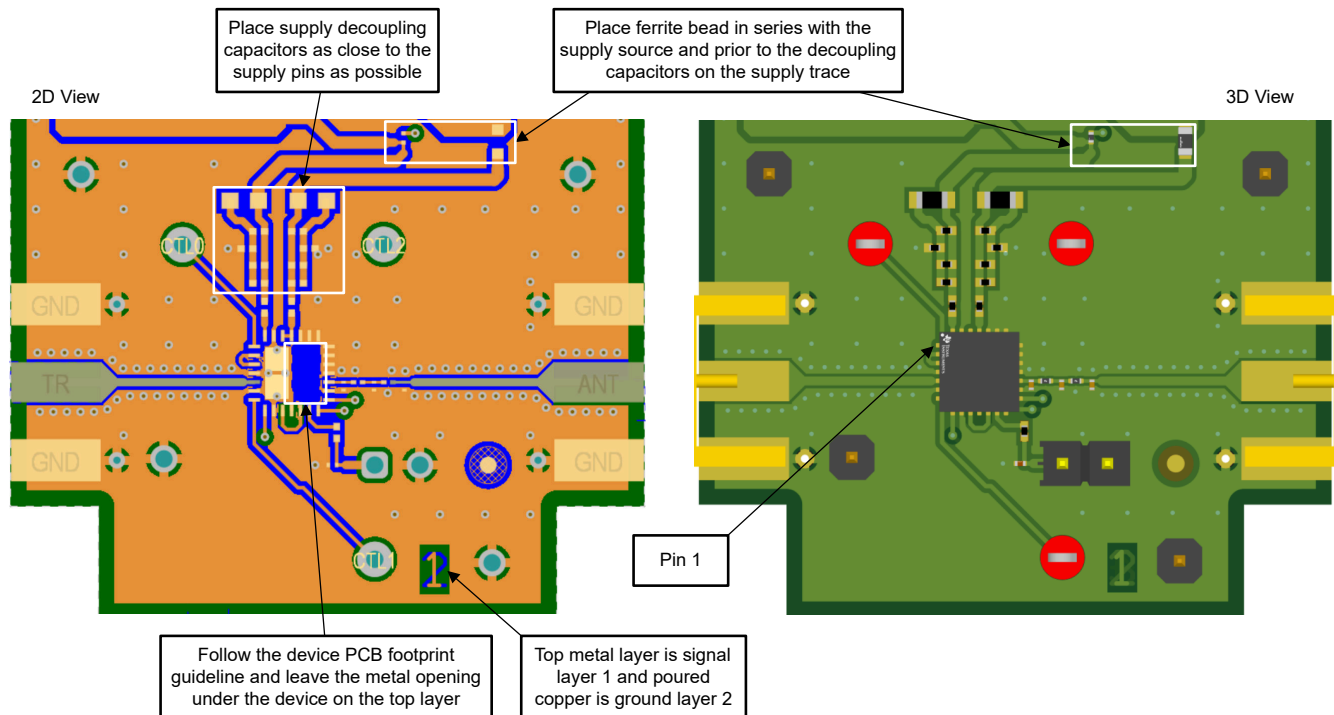 Place supply decoupling
capacitors as close to the
supply pins as possible
Place ferrite bead in series with the
supply source and prior to the decoupling
capacitors on the supply trace
2D View
3D View
CTL0
CTL2
GND
GND
TR
ANT
GND
GND
CTL1
1
2
1
2
Pin 1
Follow the device PCB footprint
guideline and leave the metal opening
under the device on the top layer
Top metal layer is signal
layer 1 and poured
copper is ground layer 2